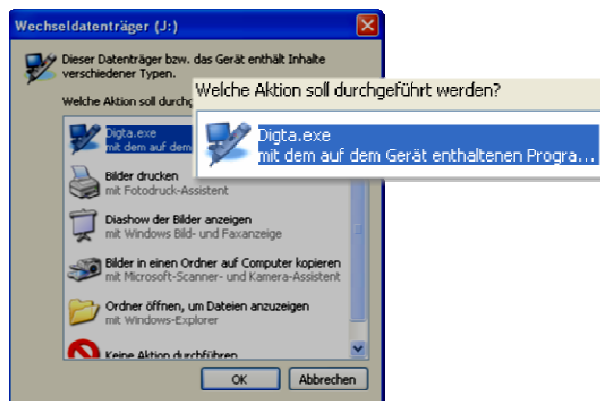 Wechseldatenträger (J:)
Dieser Datenträger bzw. das Gerät enthält Inhalte
verschiedener Typen.
Welche Aktion soll durchg
Welche Aktion soll durchgeführt werden?
Digta.exe
mit dem auf dem
Digta.exe
mit dem auf dem Gerät enthaltenen Progra...
Bilder drucken
mit Fotodruck-Assistent
Diashow der Bilder anzeigen
mit Windows Bild- und Faxanzeige
Bilder in einen Ordner auf Computer kopieren
mit Microsoft-Scanner- und Kamera-Assistent
Ordner öffnen, um Dateien anzuzeigen
mit Windows-Explorer
Keine Aktion durchführen
OK
Abbrechen